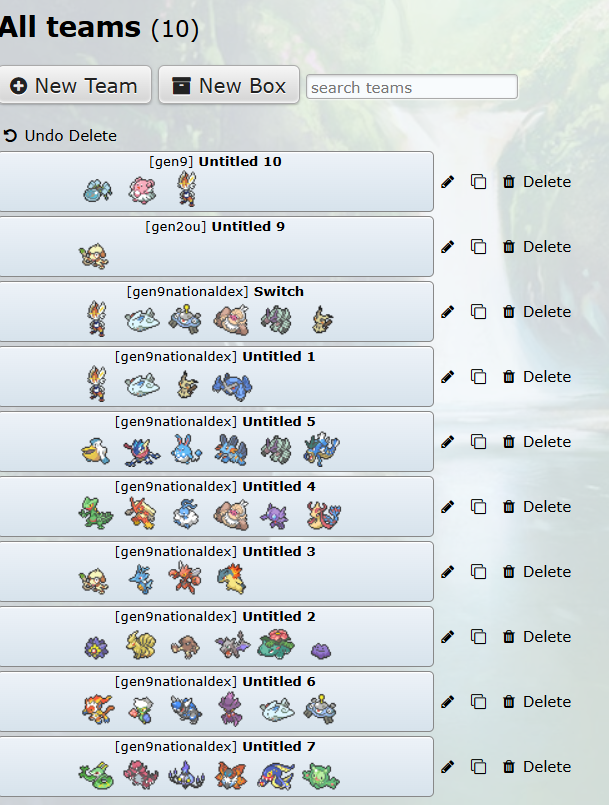 All teams (10)
New Team New Box search teams
Undo Delete
[gen9] Untitled 10
Delete
[gen2ou] Untitled 9
Delete
[gen9nationaldex] Switch
Delete
[gen9nationaldex] Untitled 1
Delete
[gen9nationaldex] Untitled 5
Delete
[gen9nationaldex] Untitled 4
Delete
[gen9nationaldex] Untitled 3
Delete
[gen9nationaldex] Untitled 2
Delete
[gen9nationaldex] Untitled 6
Delete
[gen9nationaldex] Untitled 7
Delete